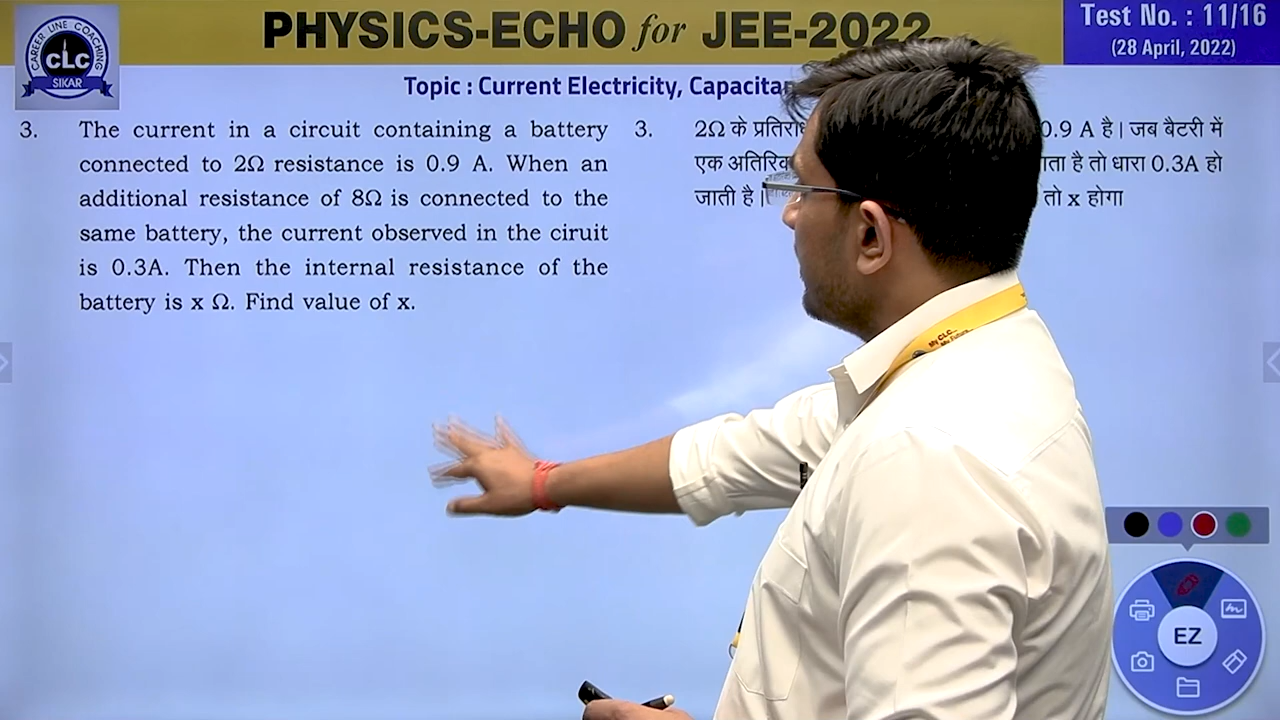 PHYSICS-ECHO for JEE-2022
Test No. : 11/16
(28 April, 2022)
CAREER LINE COACHING
CLC
SIKAR
Topic : Current Electricity,
3. The current in a circuit containing a battery
connected to 2Ω resistance is 0.9 A. When an
additional resistance of 8Ω is connected to the
same battery, the current observed in the ciruit
is 0.3A. Then the internal resistance of the
battery is x Ω. Find value of x.
3. 2Ω के 0.9 A है। जब बैटरी में
एक है तो धारा 0.3A हो
जाती है। तो x होगा
My CLC...
My Future...
EZ